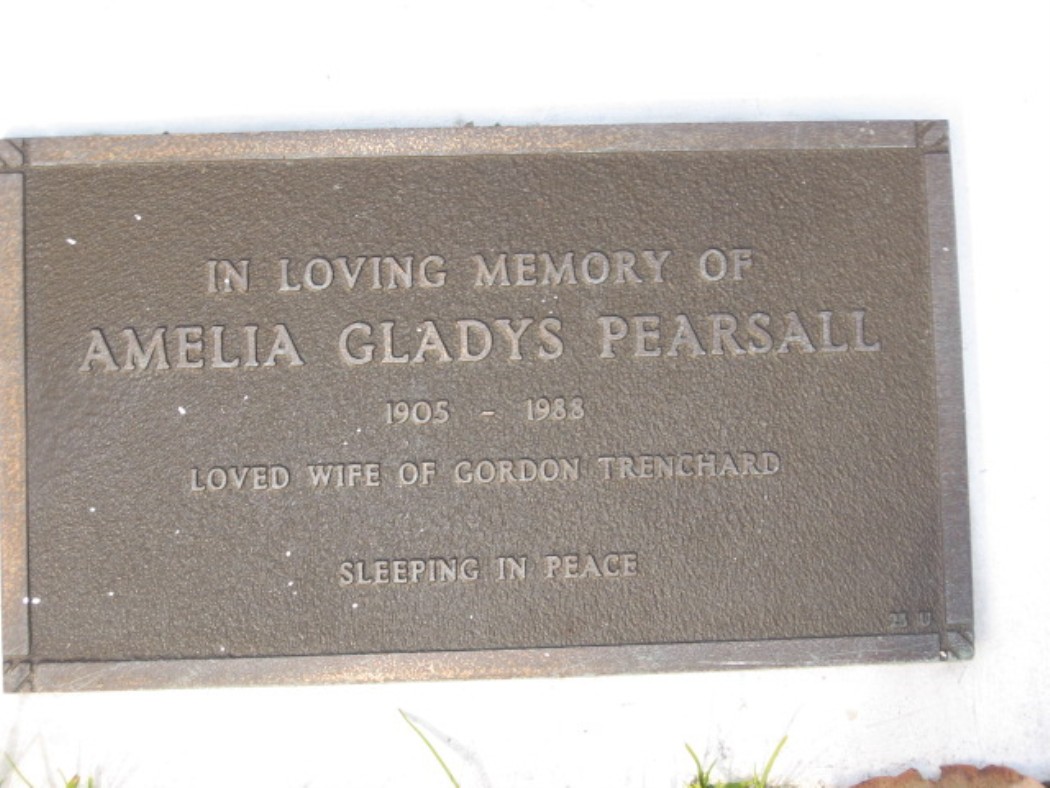 IN LOVING MEMORY OF
AMELIA GLADYS PEARSALL
1905 - 1988
LOVED WIFE OF GORDON TRENCHARD
SLEEPING IN PEACE